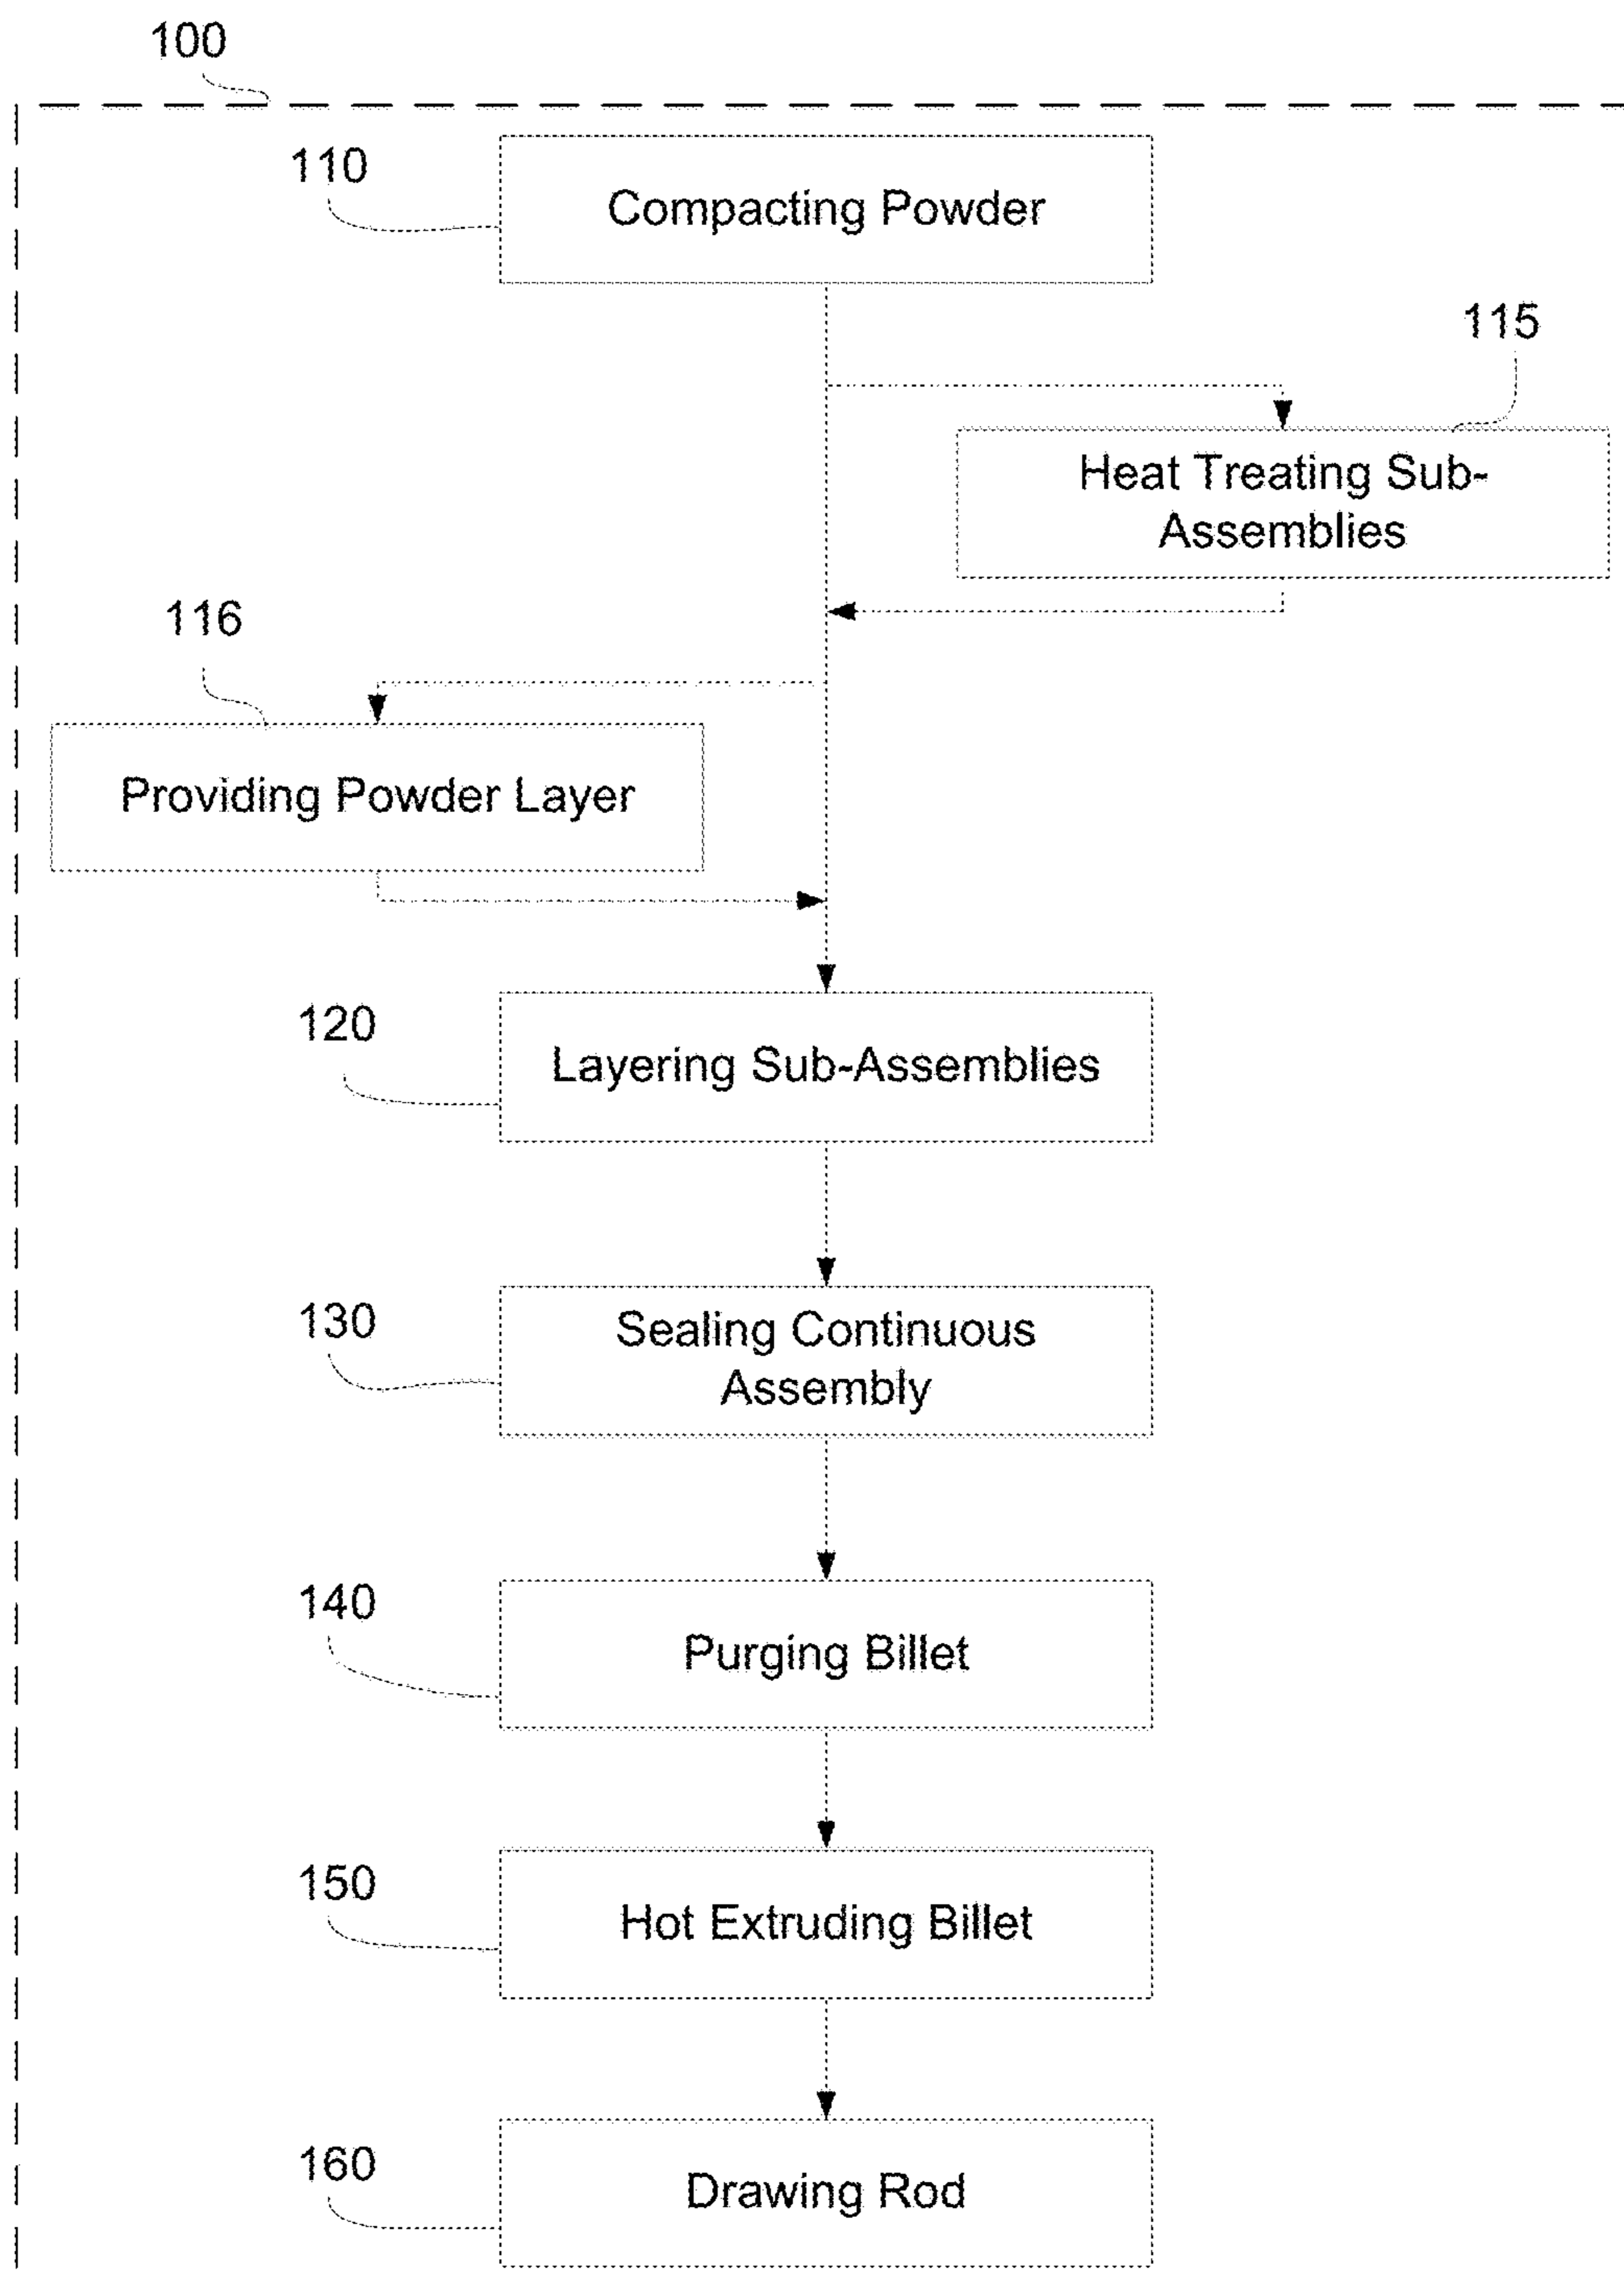 100
110
Compacting Powder
115
Heat Treating Sub-
Assemblies
116
Providing Powder Layer
120
Layering Sub-Assemblies
130
Sealing Continuous
Assembly
140
Purging Billet
150
Hot Extruding Billet
160
Drawing Rod